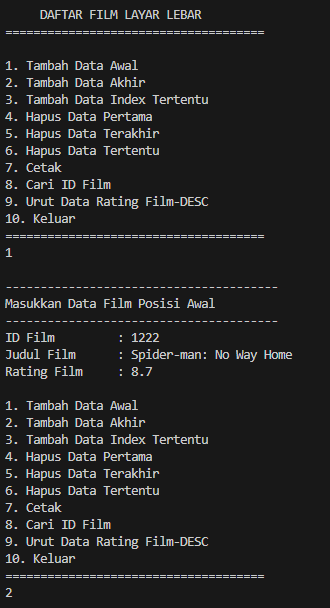 DAFTAR FILM LAYAR LEBAR
=====================================
1. Tambah Data Awal
2. Tambah Data Akhir
3. Tambah Data Index Tertentu
4. Hapus Data Pertama
5. Hapus Data Terakhir
6. Hapus Data Tertentu
7. Cetak
8. Cari ID Film
9. Urut Data Rating Film-DESC
10. Keluar
=====================================
1
---------------------------------------
Masukkan Data Film Posisi Awal
---------------------------------------
ID Film         : 1222
Judul Film      : Spider-man: No Way Home
Rating Film     : 8.7
1. Tambah Data Awal
2. Tambah Data Akhir
3. Tambah Data Index Tertentu
4. Hapus Data Pertama
5. Hapus Data Terakhir
6. Hapus Data Tertentu
7. Cetak
8. Cari ID Film
9. Urut Data Rating Film-DESC
10. Keluar
=====================================
2